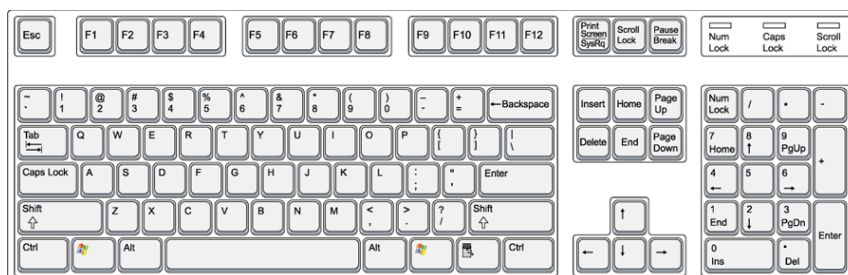 Esc F1 F2 F3 F4 F5 F6 F7 F8 F9 F10 F11 F12 Print Screen SysRq Scroll Lock Pause Break Num Lock Caps Lock Scroll Lock
~ ` ! 1 @ 2 # 3 $ 4 % 5 ^ 6 & 7 * 8 ( 9 ) 0 _ - + = ←Backspace Insert Home Page Up Num Lock / * -
Tab Q W E R T Y U I O P { [ } ] | \ Delete End Page Down 7 Home 8 ↑ 9 PgUp +
Caps Lock A S D F G H J K L : ; " ' Enter 4 ← 5 6 →
Shift Z X C V B N M < , > . ? / Shift ↑ 1 End 2 ↓ 3 PgDn Enter
Ctrl Alt Alt Ctrl ← ↓ → 0 Ins • Del